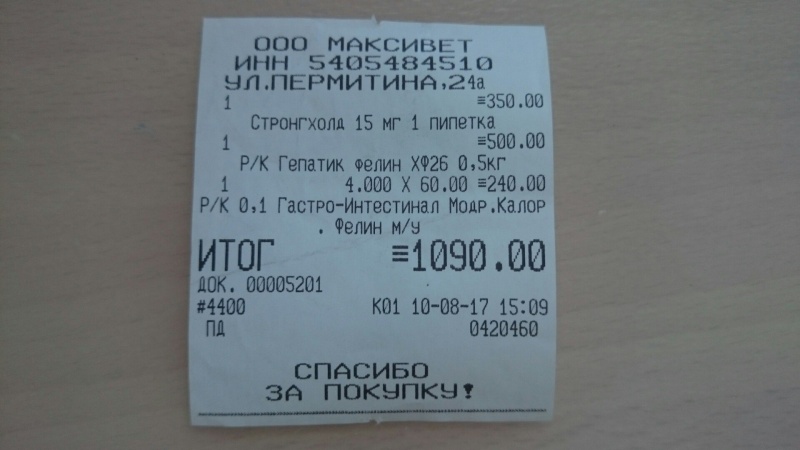 ООО МАКСИВЕТ
ИНН 5405484510
УЛ.ПЕРМИТИНА,24а
1 ≡350.00
Стронгхолд 15 мг 1 пипетка
1 ≡500.00
Р/К Гепатик фелин ХФ26 0,5кг
1 4.000 X 60.00 ≡240.00
Р/К 0,1 Гастро-Интестинал Модр.Калор
. Фелин м/у
ИТОГ ≡1090.00
ДОК. 00005201
#4400 К01 10-08-17 15:09
ПД 0420460
СПАСИБО
ЗА ПОКУПКУ!